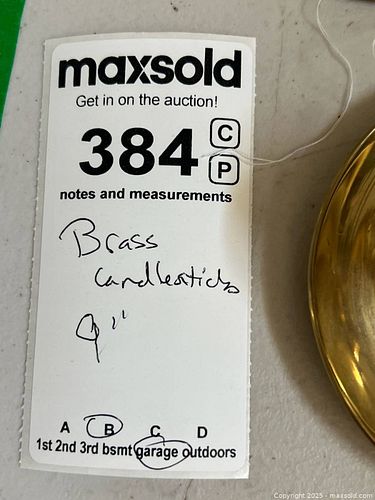 maxsold
Get in on the auction!
384 C
P
notes and measurements
Brass
Candlesticks
9"
A B C D
1st 2nd 3rd bsmt garage outdoors
Copyright 2025 - maxsold.com